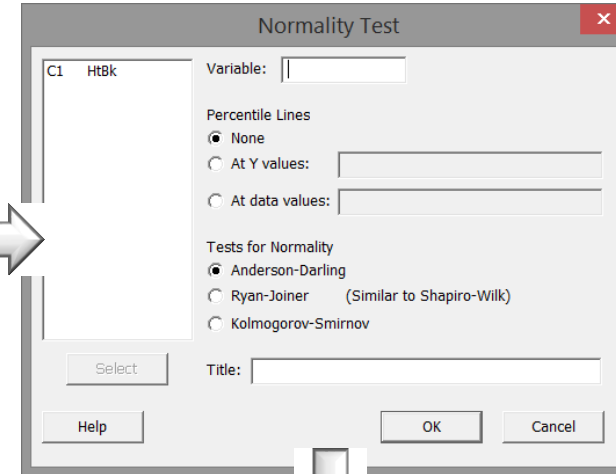 Normality Test
x
C1 HtBk
Variable:
Percentile Lines
None
At Y values:
At data values:
Tests for Normality
Anderson-Darling
Ryan-Joiner (Similar to Shapiro-Wilk)
Kolmogorov-Smirnov
Select
Title:
Help
OK
Cancel